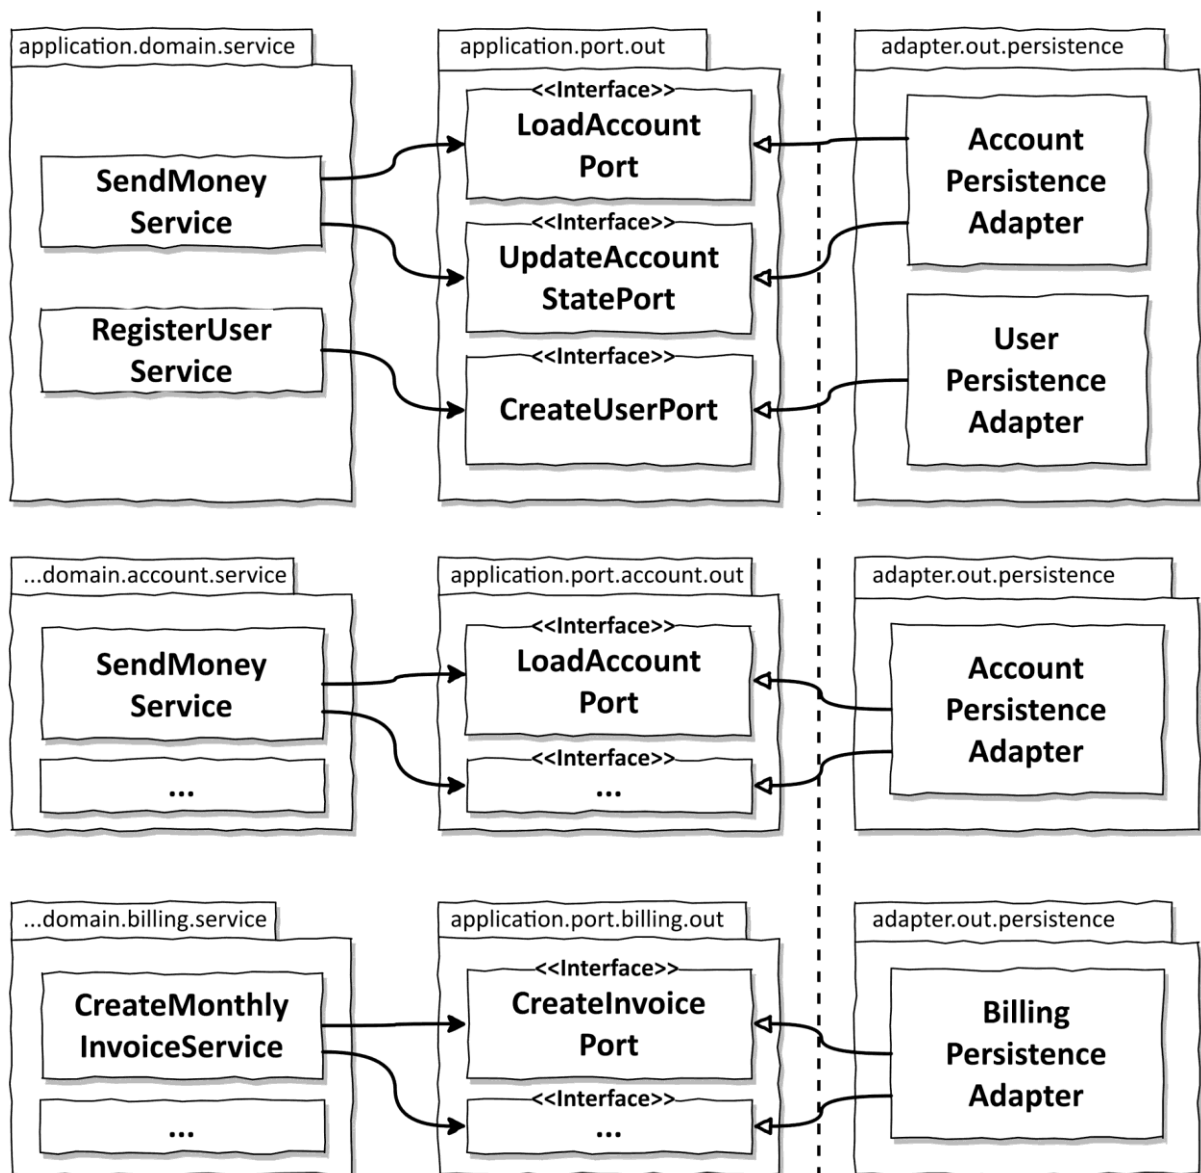 application.domain.service
application.port.out
adapter.out.persistence
SendMoney
Service
RegisterUser
Service
<<Interface>>
LoadAccount
Port
<<Interface>>
UpdateAccount
StatePort
<<Interface>>
CreateUserPort
Account
Persistence
Adapter
User
Persistence
Adapter
...domain.account.service
application.port.account.out
adapter.out.persistence
SendMoney
Service
...
<<Interface>>
LoadAccount
Port
<<Interface>>
...
Account
Persistence
Adapter
...domain.billing.service
application.port.billing.out
adapter.out.persistence
CreateMonthly
InvoiceService
...
<<Interface>>
CreateInvoice
Port
<<Interface>>
...
Billing
Persistence
Adapter